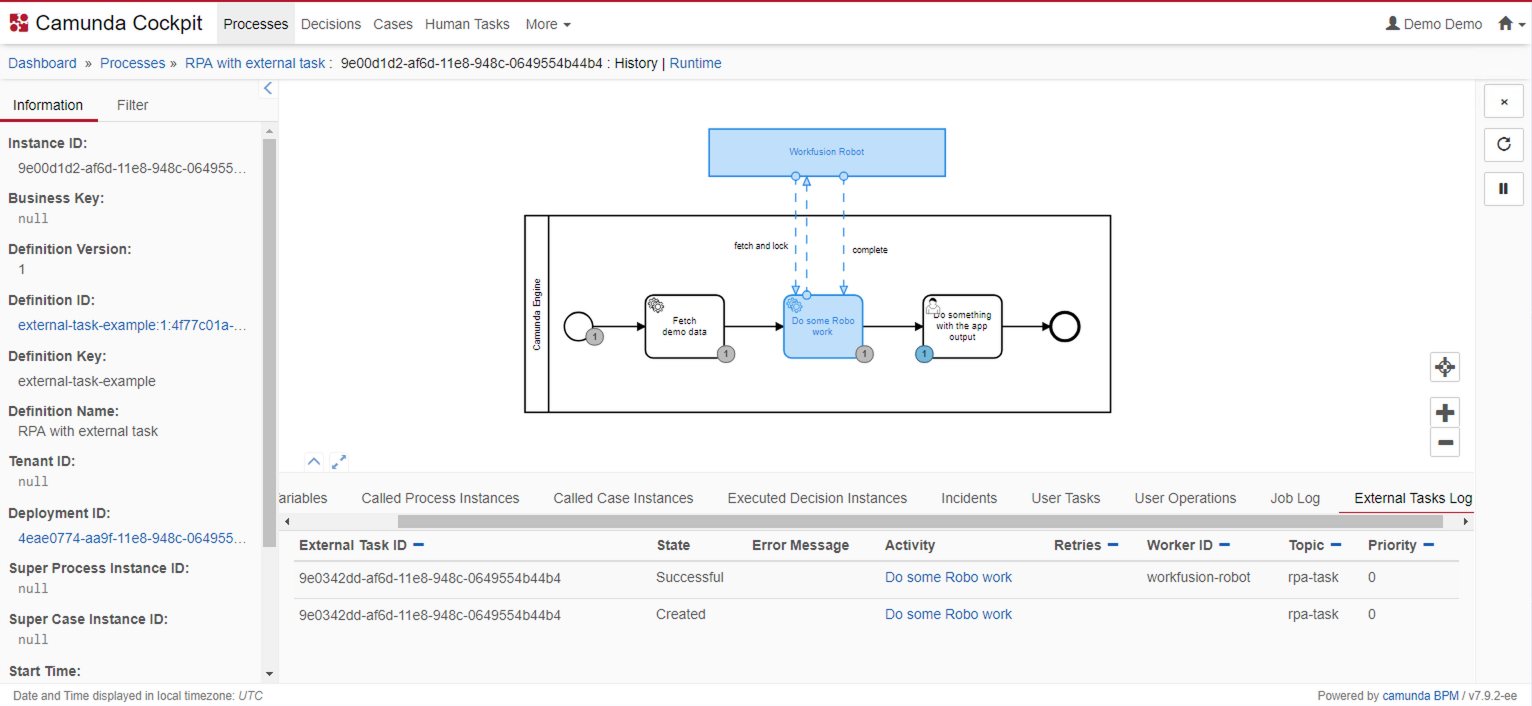 Camunda Cockpit Processes Decisions Cases Human Tasks More Demo Demo
Dashboard » Processes » RPA with external task : 9e00d1d2-af6d-11e8-948c-0649554b44b4 : History | Runtime
Information Filter
Instance ID:
9e00d1d2-af6d-11e8-948c-064955...
Business Key:
null
Definition Version:
1
Definition ID:
external-task-example:1:4f77c01a-...
Definition Key:
external-task-example
Definition Name:
RPA with external task
Tenant ID:
null
Deployment ID:
4eae0774-aa9f-11e8-948c-064955...
Super Process Instance ID:
null
Super Case Instance ID:
null
Start Time:
Workfusion Robot
fetch and lock
complete
Camunda Engine
1
Fetch
demo data
1
Do some Robo
work
1
Do something
with the app
output
1
ariables Called Process Instances Called Case Instances Executed Decision Instances Incidents User Tasks User Operations Job Log External Tasks Log
External Task ID State Error Message Activity Retries Worker ID Topic Priority
9e0342dd-af6d-11e8-948c-0649554b44b4 Successful Do some Robo work workfusion-robot rpa-task 0
9e0342dd-af6d-11e8-948c-0649554b44b4 Created Do some Robo work rpa-task 0
Date and Time displayed in local timezone: UTC
Powered by camunda BPM / v7.9.2-ee